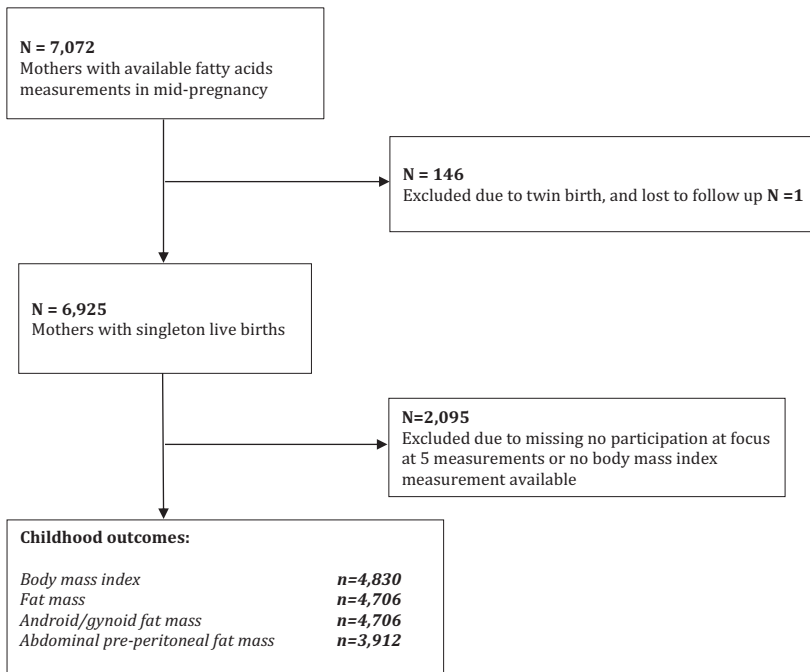 N = 7,072
Mothers with available fatty acids
measurements in mid-pregnancy
N = 146
Excluded due to twin birth, and lost to follow up N =1
N = 6,925
Mothers with singleton live births
N=2,095
Excluded due to missing no participation at focus
at 5 measurements or no body mass index
measurement available
Childhood outcomes:
Body mass index n=4,830
Fat mass n=4,706
Android/gynoid fat mass n=4,706
Abdominal pre-peritoneal fat mass n=3,912